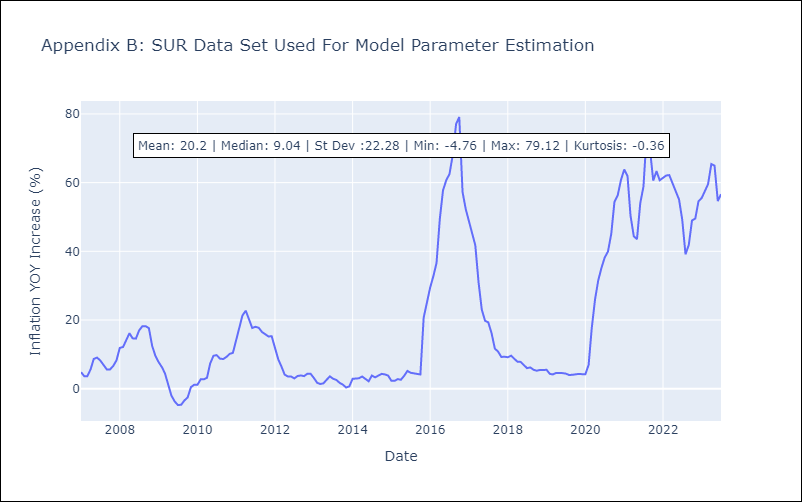 Appendix B: SUR Data Set Used For Model Parameter Estimation
Mean: 20.2 | Median: 9.04 | St Dev :22.28 | Min: -4.76 | Max: 79.12 | Kurtosis: -0.36
Inflation YOY Increase (%)
80
60
40
20
0
2008 2010 2012 2014 2016 2018 2020 2022
Date